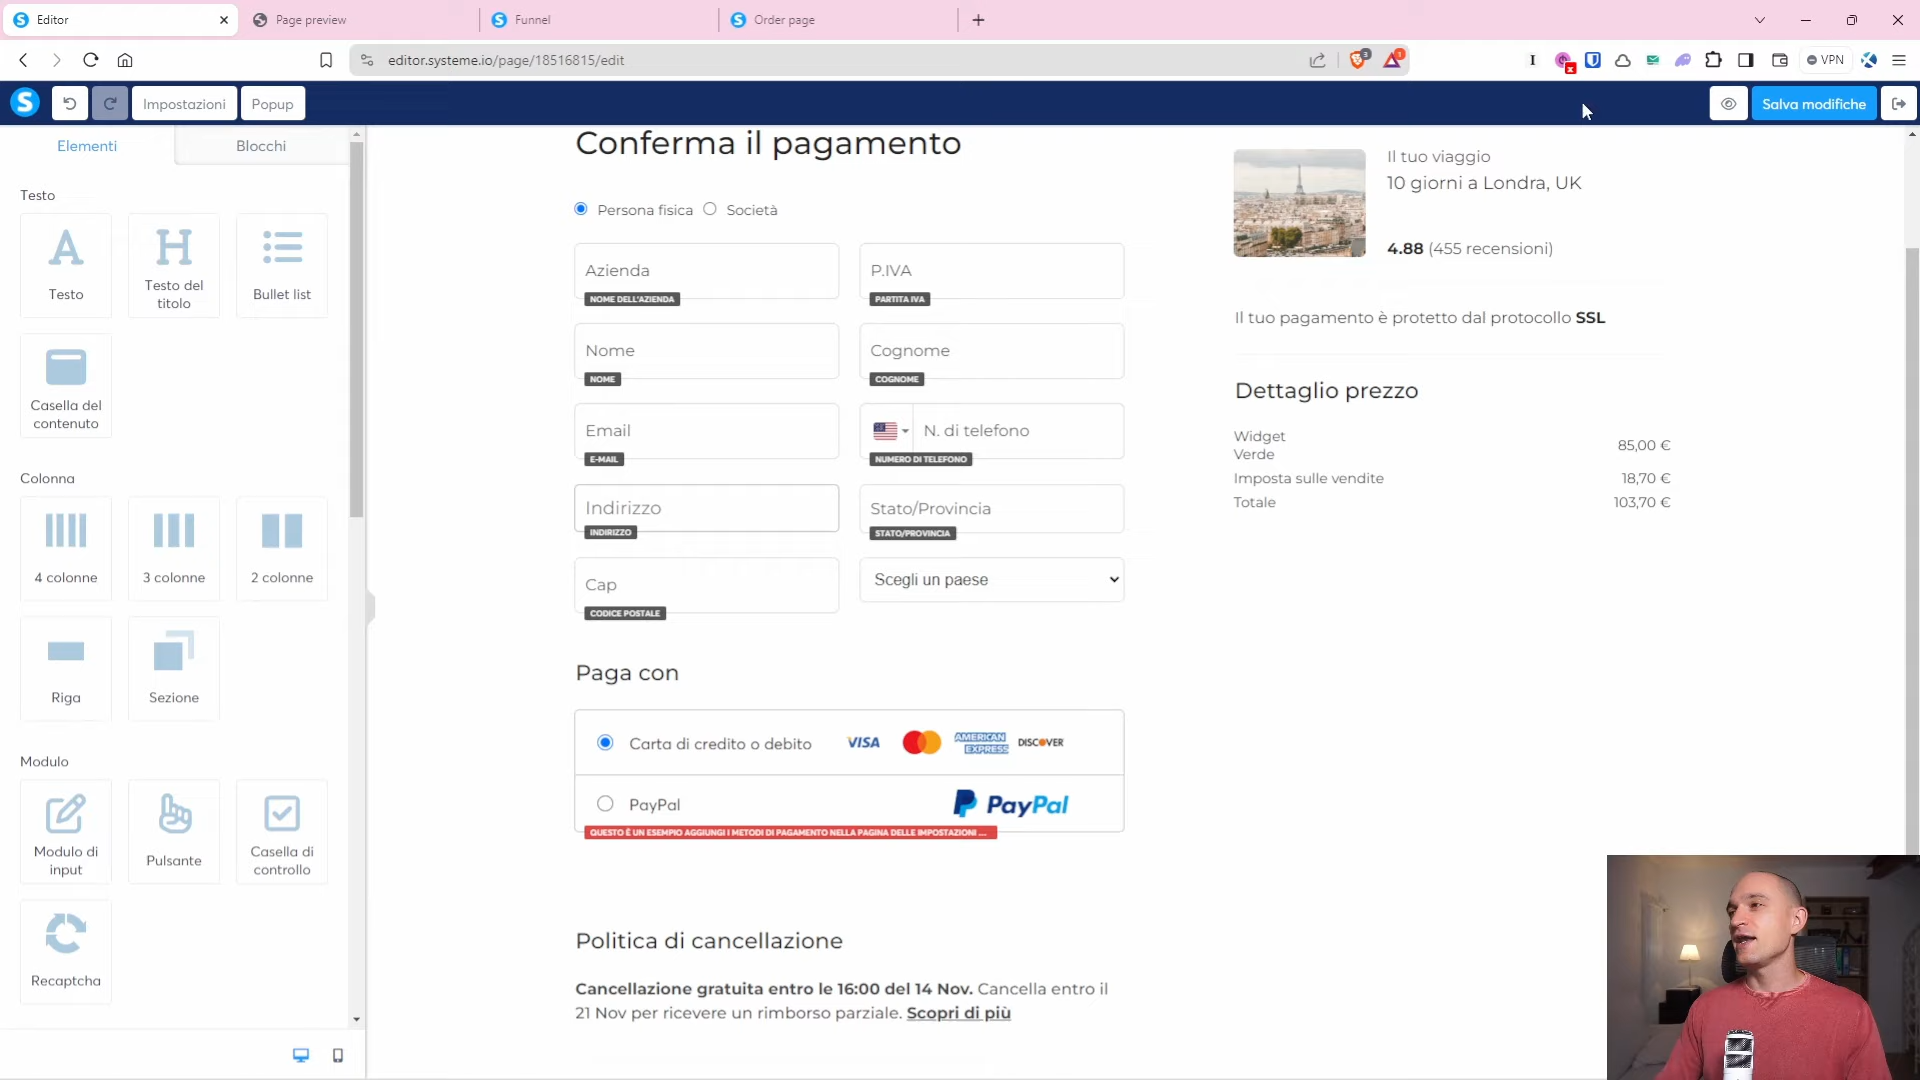 Editor
Page preview
Funnel
Order page
editor.systeme.io/page/18516815/edit
3
1
VPN
Impostazioni
Popup
Salva modifiche
Elementi
Blocchi
Testo
Testo
Testo del titolo
Bullet list
Casella del contenuto
Colonna
4 colonne
3 colonne
2 colonne
Riga
Sezione
Modulo
Modulo di input
Pulsante
Casella di controllo
Recaptcha
Conferma il pagamento
Persona fisica
Società
Azienda
NOME DELL'AZIENDA
P.IVA
PARTITA IVA
Nome
NOME
Cognome
COGNOME
Email
E-MAIL
N. di telefono
NUMERO DI TELEFONO
Indirizzo
INDIRIZZO
Stato/Provincia
STATO/PROVINCIA
Cap
CODICE POSTALE
Scegli un paese
Paga con
Carta di credito o debito
VISA
AMERICAN EXPRESS
DISCOVER
PayPal
PayPal
QUESTO È UN ESEMPIO AGGIUNGI I METODI DI PAGAMENTO NELLA PAGINA DELLE IMPOSTAZIONI ...
Politica di cancellazione
Cancellazione gratuita entro le 16:00 del 14 Nov. Cancella entro il
21 Nov per ricevere un rimborso parziale. Scopri di più
Il tuo viaggio
10 giorni a Londra, UK
4.88 (455 recensioni)
Il tuo pagamento è protetto dal protocollo SSL
Dettaglio prezzo
Widget
Verde
85,00 €
Imposta sulle vendite 18,70 €
Totale 103,70 €